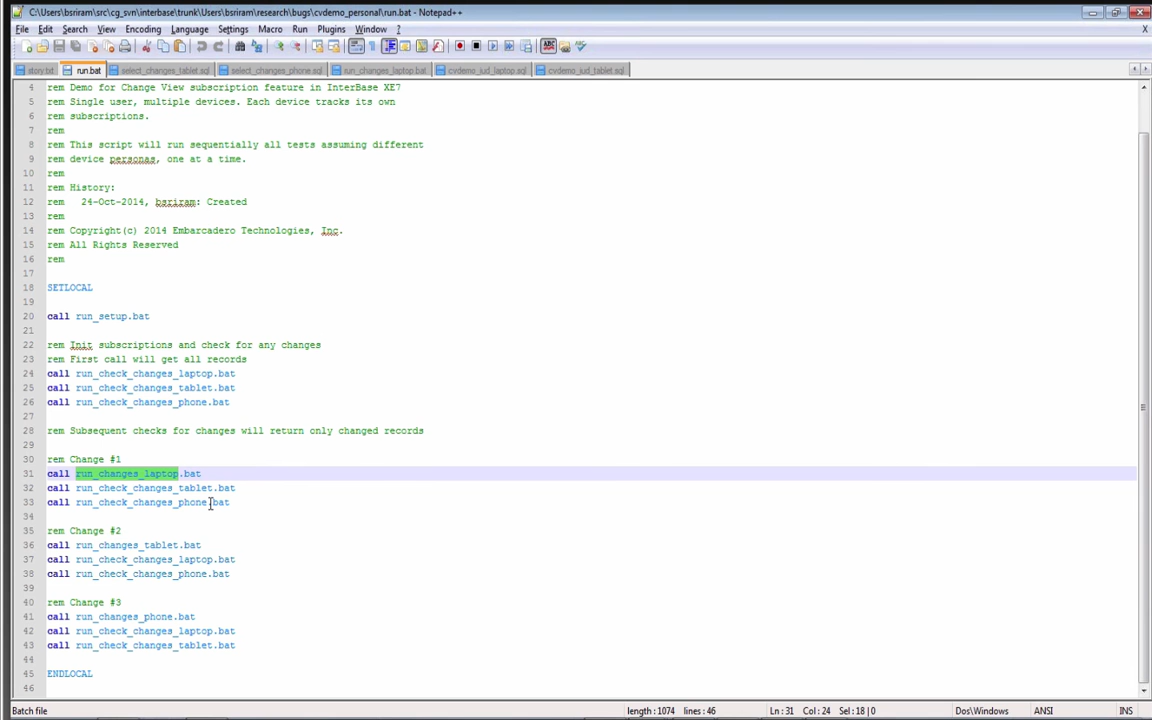 C:\Users\bsriram\src\cg_svn\interbase\trunk\Users\bsriram\research\bugs\cvdemo_personal\run.bat - Notepad++
File Edit Search View Encoding Language Settings Macro Run Plugins Window ? X
story.txt run.bat select_changes_tablet.sql select_changes_phone.sql run_changes_laptop.bat cvdemo_iud_laptop.sql cvdemo_iud_tablet.sql
4 rem Demo for Change View subscription feature in InterBase XE7
5 rem Single user, multiple devices. Each device tracks its own
6 rem subscriptions.
7 rem
8 rem This script will run sequentially all tests assuming different
9 rem device personas, one at a time.
10 rem
11 rem History:
12 rem 24-Oct-2014, bsriram: Created
13 rem
14 rem Copyright(c) 2014 Embarcadero Technologies, Inc.
15 rem All Rights Reserved
16 rem
17
18 SETLOCAL
19
20 call run_setup.bat
21
22 rem Init subscriptions and check for any changes
23 rem First call will get all records
24 call run_check_changes_laptop.bat
25 call run_check_changes_tablet.bat
26 call run_check_changes_phone.bat
27
28 rem Subsequent checks for changes will return only changed records
29
30 rem Change #1
31 call run_changes_laptop.bat
32 call run_check_changes_tablet.bat
33 call run_check_changes_phone.bat
34
35 rem Change #2
36 call run_changes_tablet.bat
37 call run_check_changes_laptop.bat
38 call run_check_changes_phone.bat
39
40 rem Change #3
41 call run_changes_phone.bat
42 call run_check_changes_laptop.bat
43 call run_check_changes_tablet.bat
44
45 ENDLOCAL
46
Batch file length : 1074 lines : 46 Ln : 31 Col : 24 Sel : 18 | 0 Dos\Windows ANSI INS